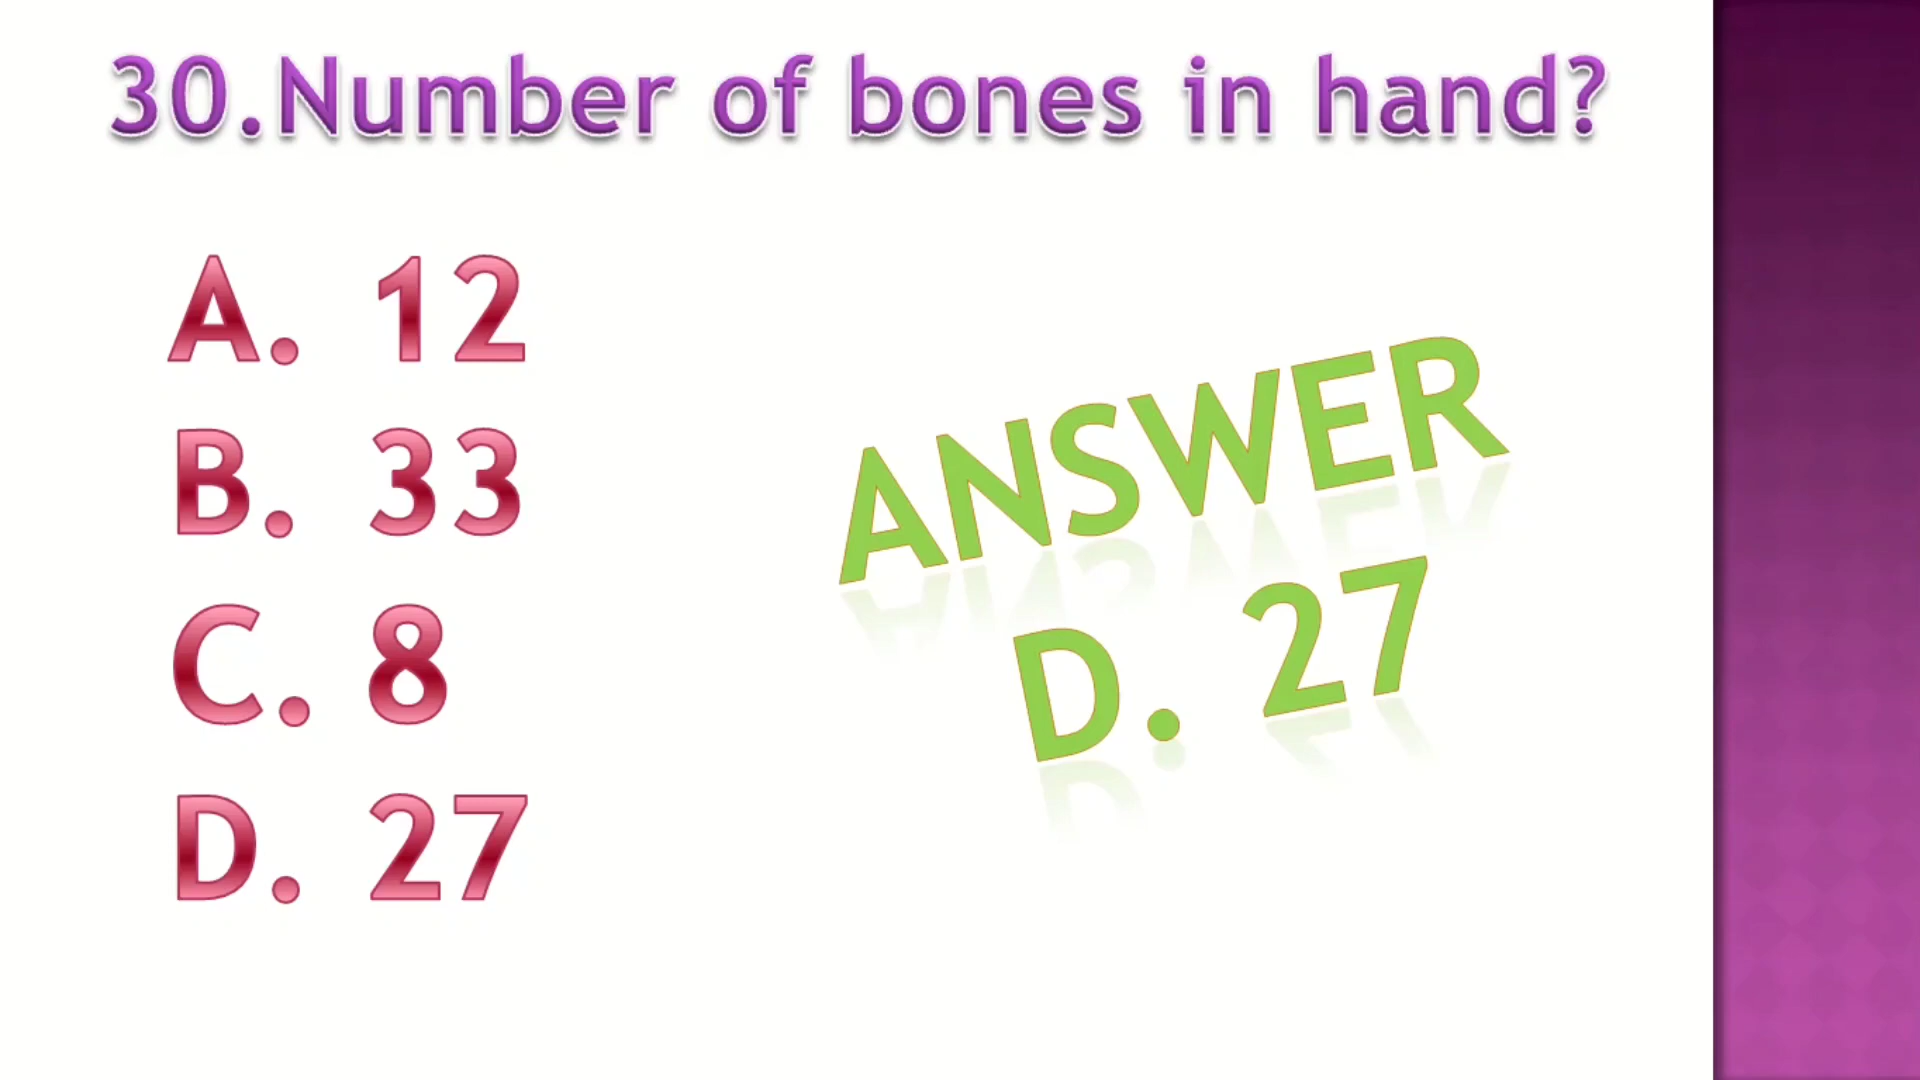 30.Number of bones in hand?
A. 12
B. 33
C. 8
D. 27
ANSWER
D. 27